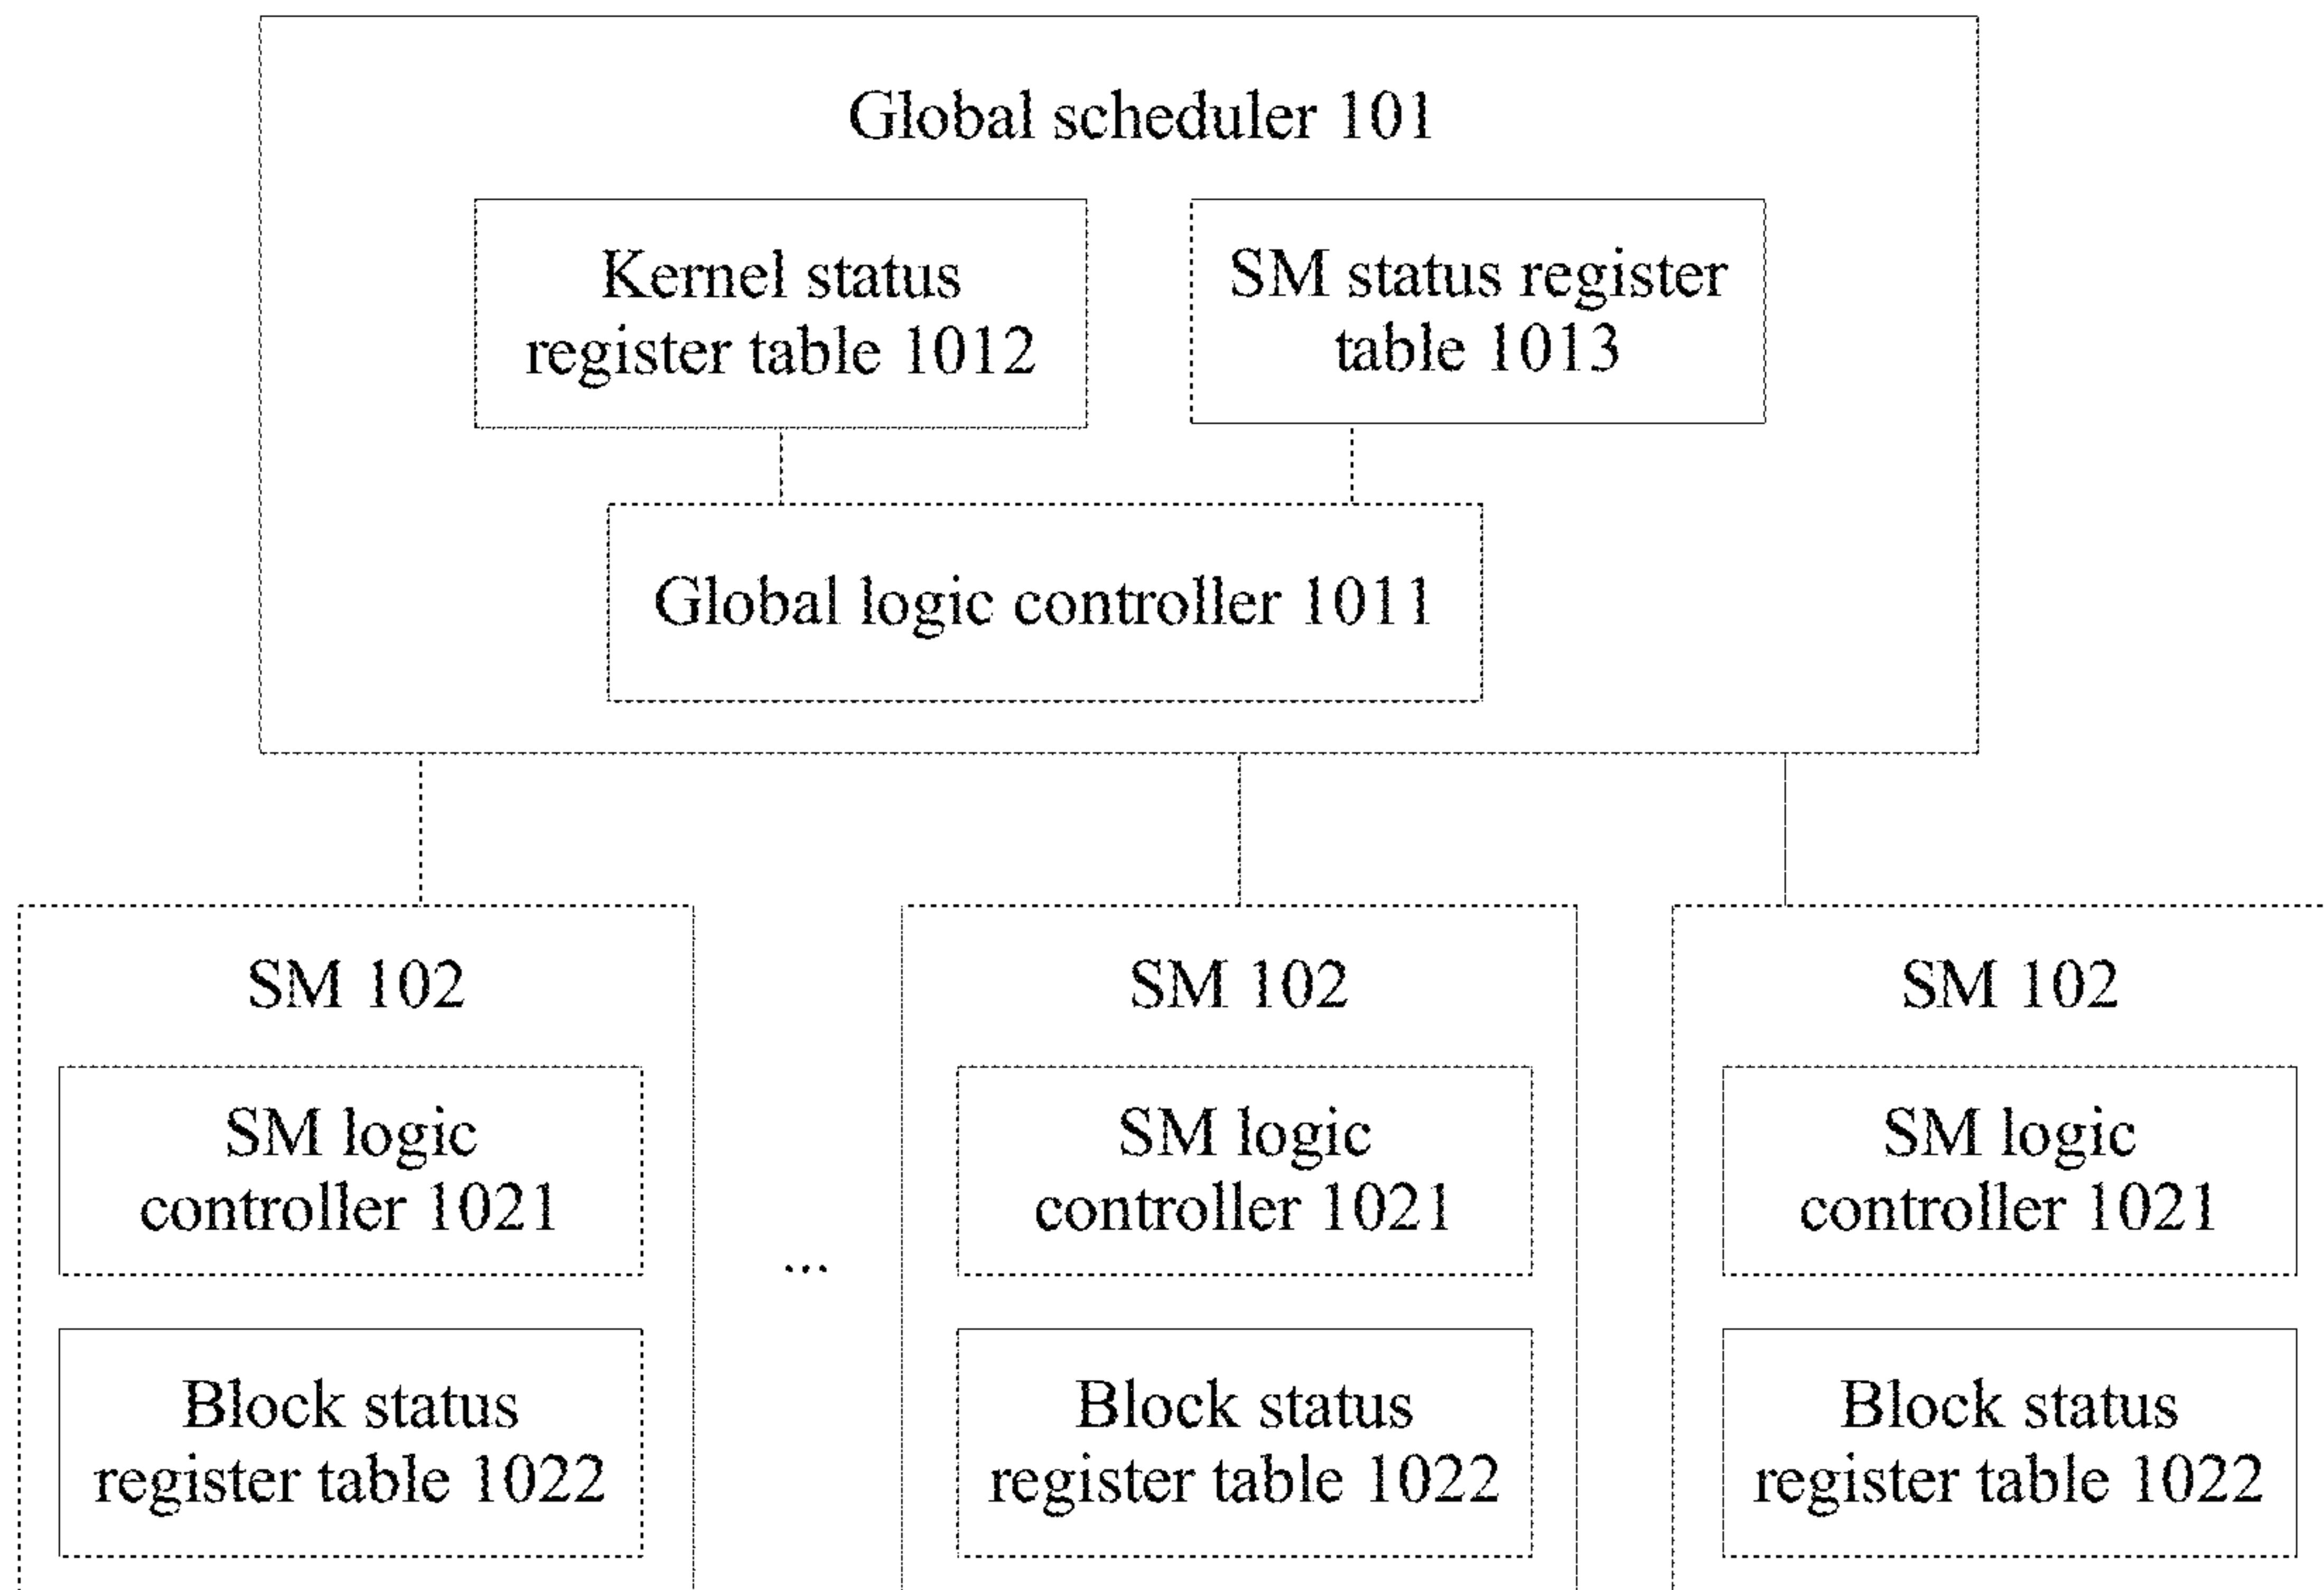 Global scheduler 101
Kernel status
register table 1012
SM status register
table 1013
Global logic controller 1011
SM 102
SM logic
controller 1021
Block status
register table 1022
...
SM 102
SM logic
controller 1021
Block status
register table 1022
SM 102
SM logic
controller 1021
Block status
register table 1022